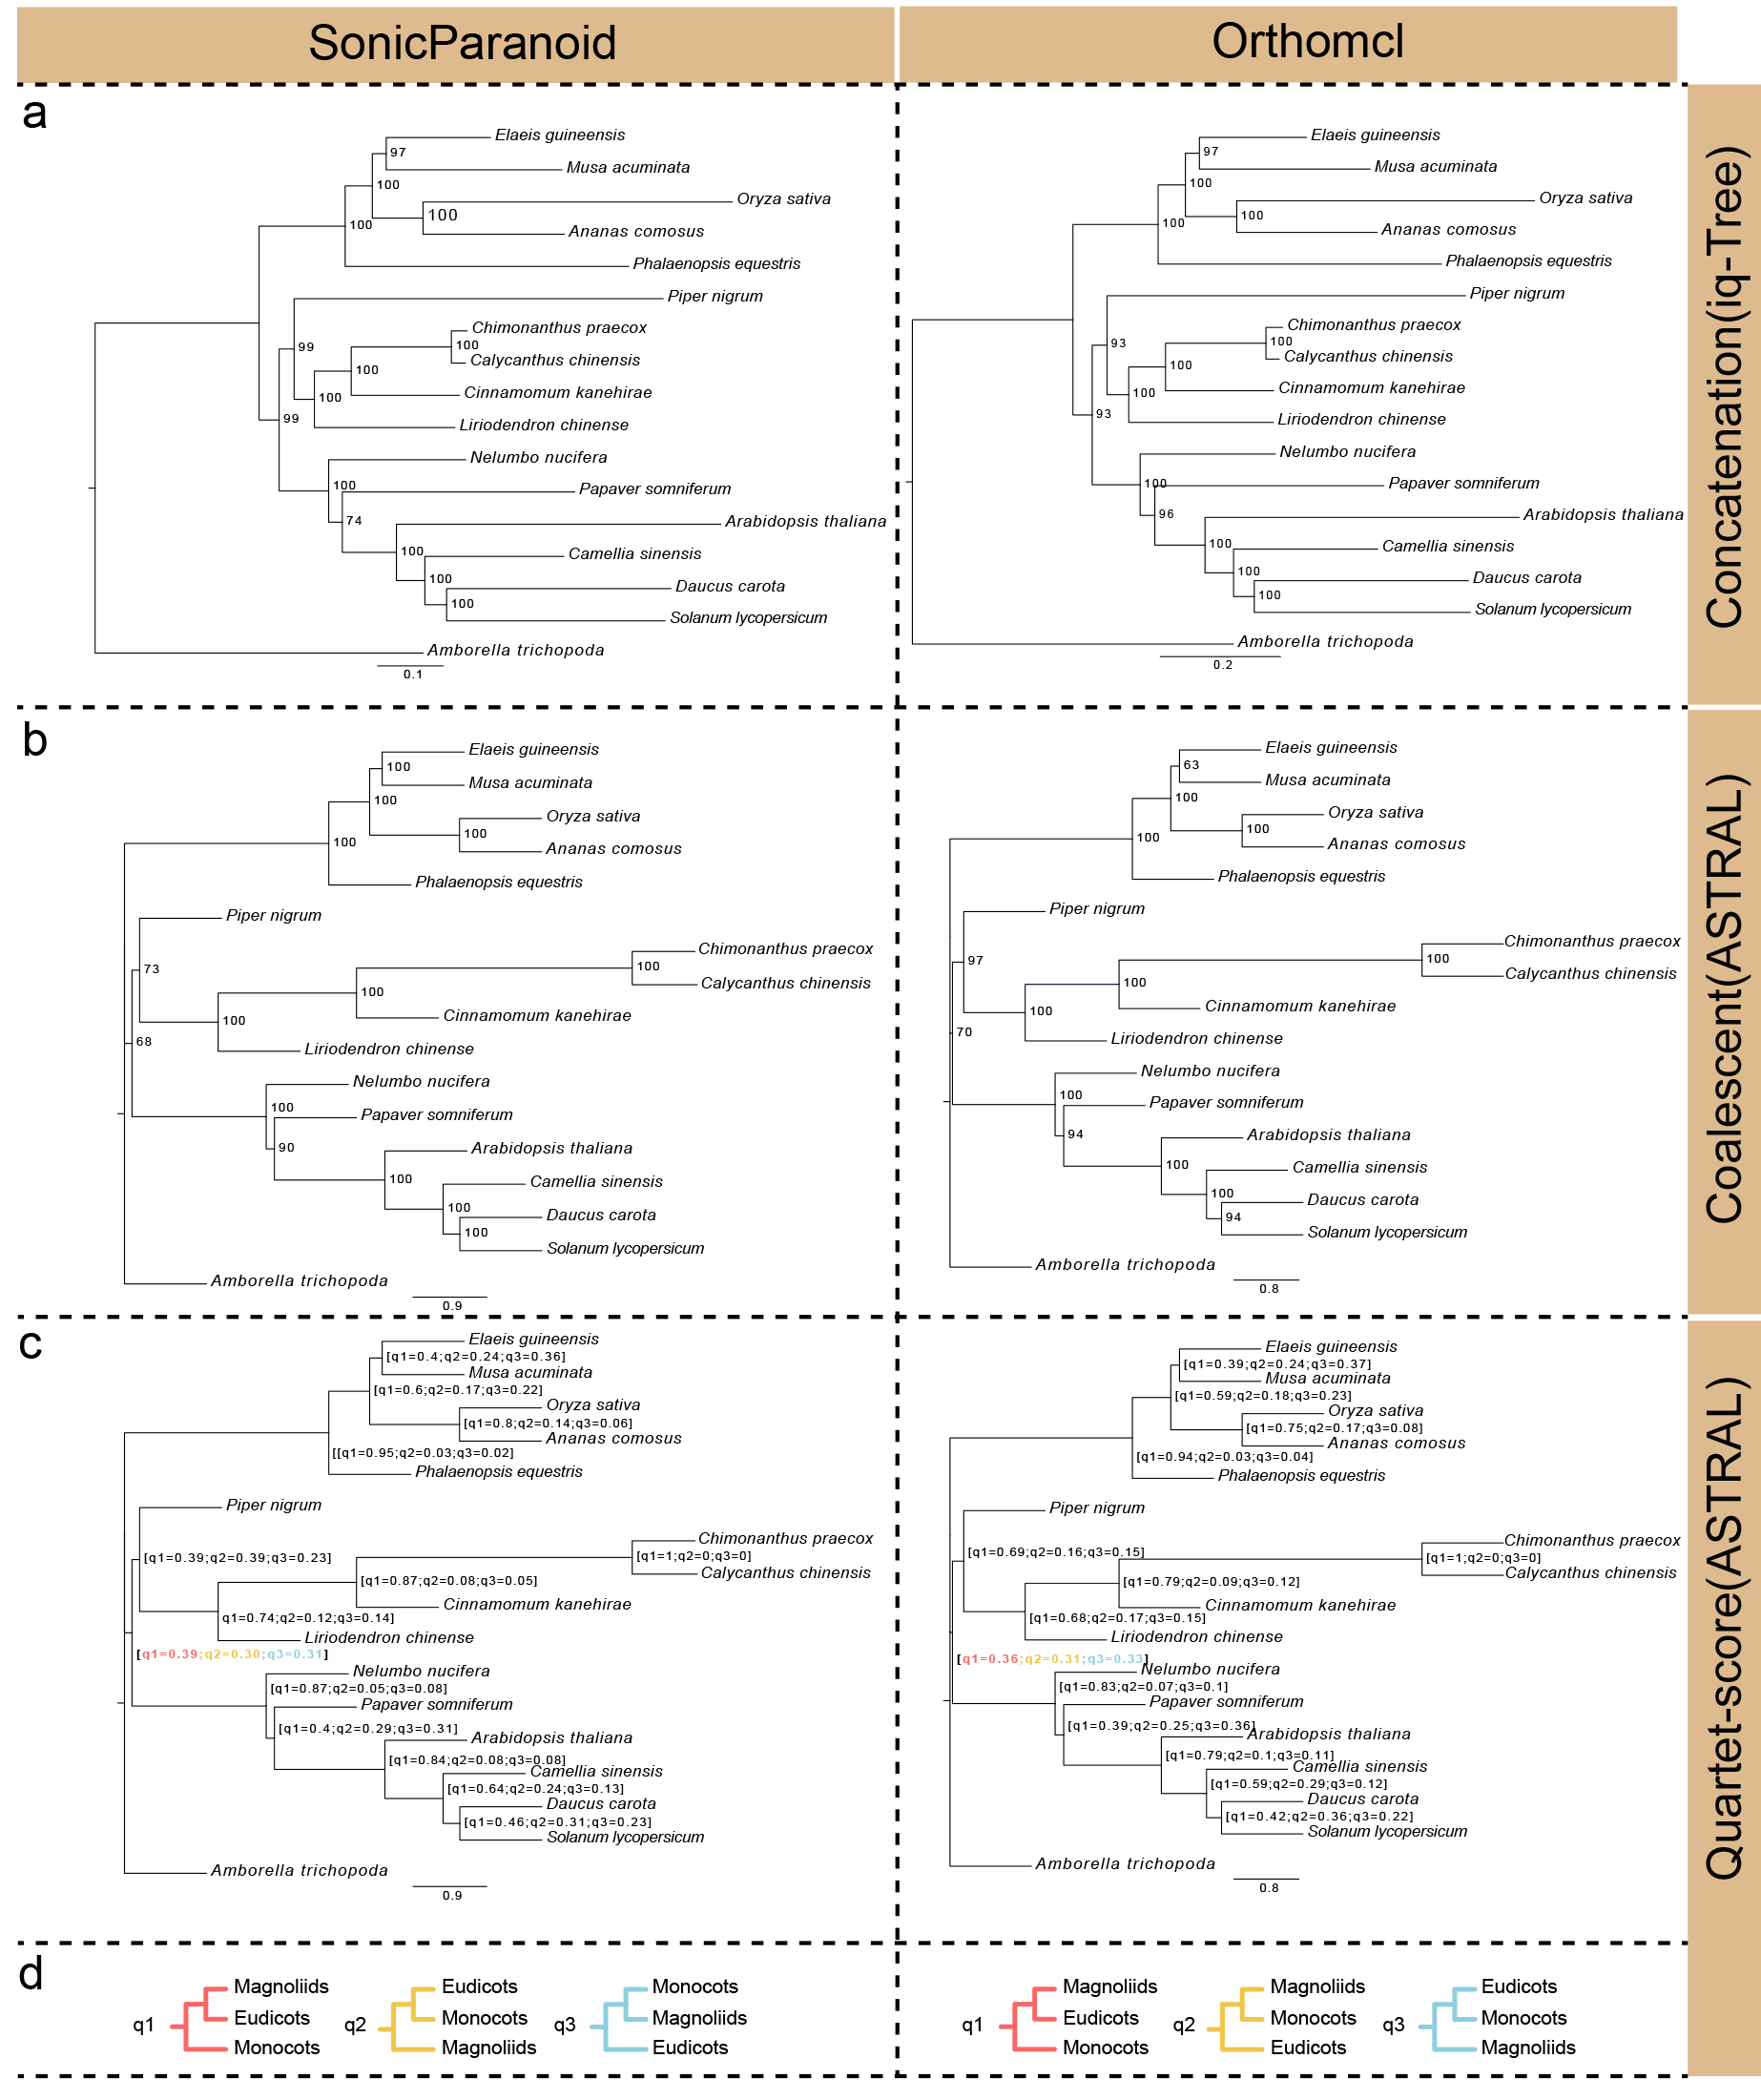 SonicParanoid
Orthomcl
a
Elaeis guineensis
97
Musa acuminata
100
Oryza sativa
100
100
Ananas comosus
Phalaenopsis equestris
Piper nigrum
Chimonanthus praecox
99
100
Calycanthus chinensis
100
Cinnamomum kanehirae
100
99
Liriodendron chinense
Nelumbo nucifera
100
Papaver somniferum
74
Arabidopsis thaliana
100
Camellia sinensis
100
Daucus carota
100
Solanum lycopersicum
Amborella trichopoda
0.1
Elaeis guineensis
97
Musa acuminata
100
Oryza sativa
100
100
Ananas comosus
Phalaenopsis equestris
Piper nigrum
Chimonanthus praecox
93
100
Calycanthus chinensis
100
Cinnamomum kanehirae
100
93
Liriodendron chinense
Nelumbo nucifera
100
Papaver somniferum
96
Arabidopsis thaliana
100
Camellia sinensis
100
Daucus carota
100
Solanum lycopersicum
Amborella trichopoda
0.2
Concatenation(iq-Tree)
b
Elaeis guineensis
100
Musa acuminata
100
Oryza sativa
100
100
Ananas comosus
Phalaenopsis equestris
Piper nigrum
Chimonanthus praecox
73
100
Calycanthus chinensis
100
Cinnamomum kanehirae
100
68
Liriodendron chinense
Nelumbo nucifera
100
Papaver somniferum
90
Arabidopsis thaliana
100
Camellia sinensis
100
Daucus carota
100
Solanum lycopersicum
Amborella trichopoda
0.9
Elaeis guineensis
63
Musa acuminata
100
Oryza sativa
100
100
Ananas comosus
Phalaenopsis equestris
Piper nigrum
Chimonanthus praecox
97
100
Calycanthus chinensis
100
Cinnamomum kanehirae
100
70
Liriodendron chinense
Nelumbo nucifera
100
Papaver somniferum
94
Arabidopsis thaliana
100
Camellia sinensis
100
Daucus carota
94
Solanum lycopersicum
Amborella trichopoda
0.8
Coalescent(ASTRAL)
c
Elaeis guineensis
[q1=0.4;q2=0.24;q3=0.36]
Musa acuminata
[q1=0.6;q2=0.17;q3=0.22]
Oryza sativa
[q1=0.8;q2=0.14;q3=0.06]
Ananas comosus
[[q1=0.95;q2=0.03;q3=0.02]
Phalaenopsis equestris
Piper nigrum
Chimonanthus praecox
[q1=0.39;q2=0.39;q3=0.23]
[q1=1;q2=0;q3=0]
Calycanthus chinensis
[q1=0.87;q2=0.08;q3=0.05]
Cinnamomum kanehirae
q1=0.74;q2=0.12;q3=0.14]
Liriodendron chinense
[q1=0.39;q2=0.30;q3=0.31]
Nelumbo nucifera
[q1=0.87;q2=0.05;q3=0.08]
Papaver somniferum
[q1=0.4;q2=0.29;q3=0.31]
Arabidopsis thaliana
[q1=0.84;q2=0.08;q3=0.08]
Camellia sinensis
[q1=0.64;q2=0.24;q3=0.13]
Daucus carota
[q1=0.46;q2=0.31;q3=0.23]
Solanum lycopersicum
Amborella trichopoda
0.9
Elaeis guineensis
[q1=0.39;q2=0.24;q3=0.37]
Musa acuminata
[q1=0.59;q2=0.18;q3=0.23]
Oryza sativa
[q1=0.75;q2=0.17;q3=0.08]
Ananas comosus
[q1=0.94;q2=0.03;q3=0.04]
Phalaenopsis equestris
Piper nigrum
Chimonanthus praecox
[q1=0.69;q2=0.16;q3=0.15]
[q1=1;q2=0;q3=0]
Calycanthus chinensis
[q1=0.79;q2=0.09;q3=0.12]
Cinnamomum kanehirae
[q1=0.68;q2=0.17;q3=0.15]
Liriodendron chinense
[q1=0.36;q2=0.31;q3=0.33]
Nelumbo nucifera
[q1=0.83;q2=0.07;q3=0.1]
Papaver somniferum
[q1=0.39;q2=0.25;q3=0.36]
Arabidopsis thaliana
[q1=0.79;q2=0.1;q3=0.11]
Camellia sinensis
[q1=0.59;q2=0.29;q3=0.12]
Daucus carota
[q1=0.42;q2=0.36;q3=0.22]
Solanum lycopersicum
Amborella trichopoda
0.8
Quartet-score(ASTRAL)
d
q1
Magnoliids
Eudicots
Monocots
q2
Eudicots
Monocots
Magnoliids
q3
Monocots
Magnoliids
Eudicots
q1
Magnoliids
Eudicots
Monocots
q2
Magnoliids
Monocots
Eudicots
q3
Eudicots
Monocots
Magnoliids